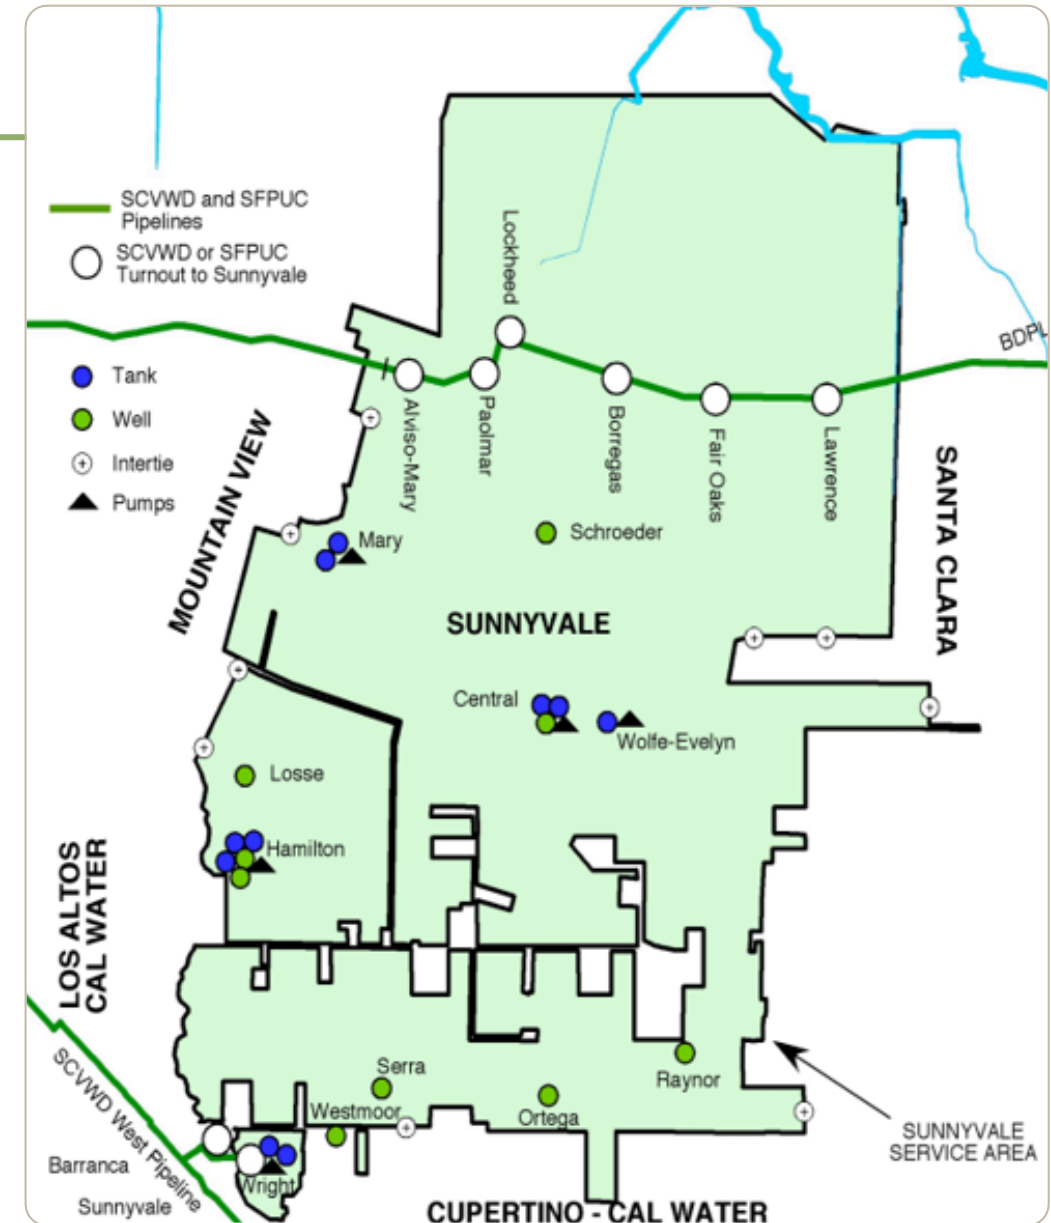 SCVWD and SFPUC
Pipelines
SCVWD or SFPUC
Turnout to Sunnyvale
Lockheed
BDPL
Tank
Well
Intertie
Pumps
Alviso-Mary
Paolmar
Borregas
Fair Oaks
Lawrence
MOUNTAIN VIEW
SANTA CLARA
Mary
Schroeder
SUNNYVALE
Central
Wolfe-Evelyn
Losse
Hamilton
LOS ALTOS
CAL WATER
Serra
Raynor
Westmoor
Ortega
SCVWD West Pipeline
SUNNYVALE
SERVICE AREA
Barranca
Wright
Sunnyvale
CUPERTINO - CAL WATER